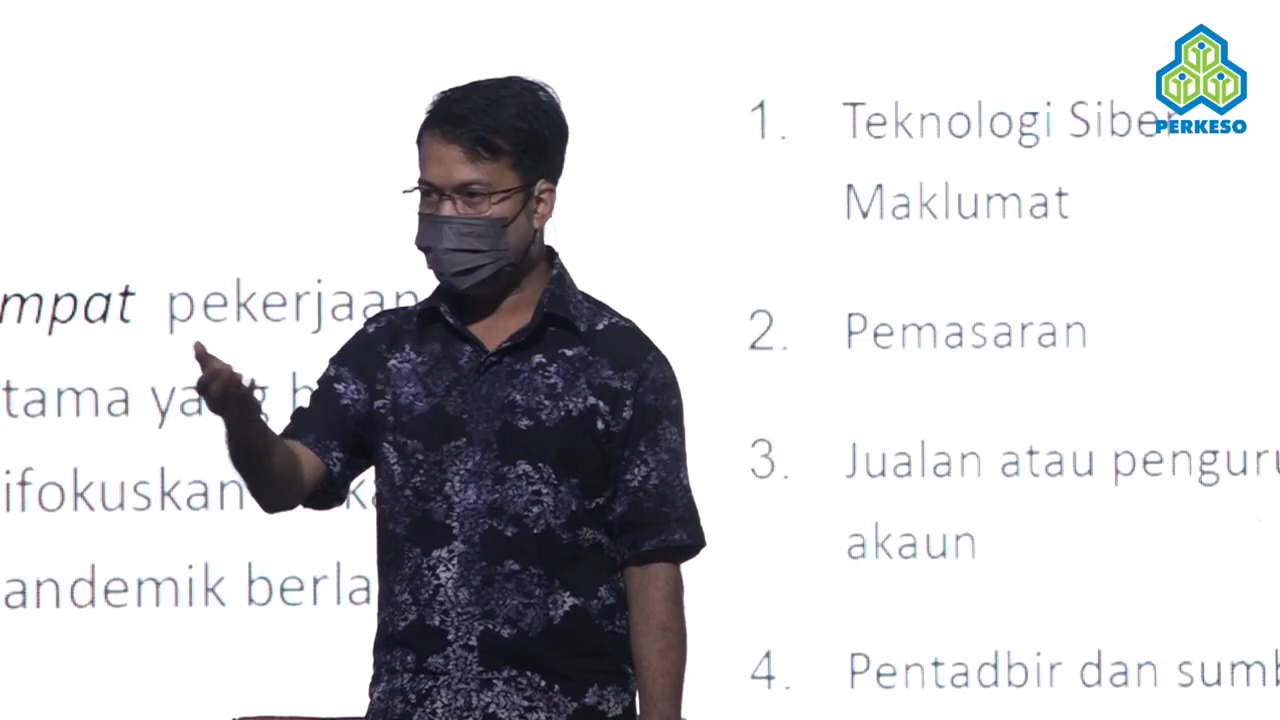 mpat pekerjaan
tama yang
ifokuskan
andemik berla
1. Teknologi Siber
Maklumat
2. Pemasaran
3. Jualan atau penguru
akaun
4. Pentadbir dan sumb
PERKESO